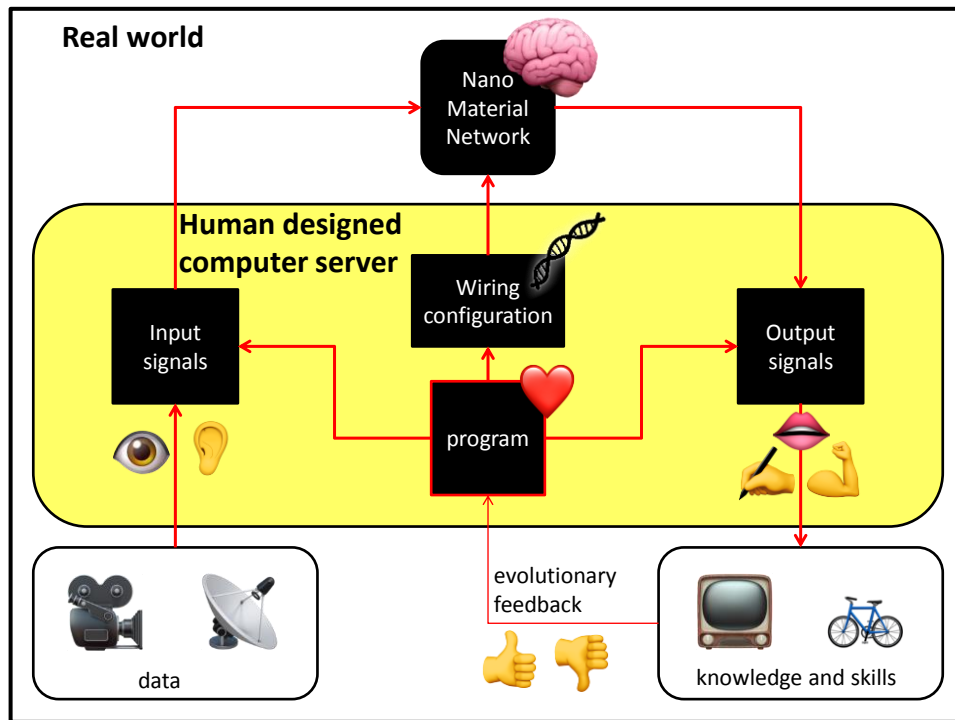 Real world
Nano
Material
Network
Human designed
computer server
Wiring
configuration
Input
signals
Output
signals
program
evolutionary
feedback
data
knowledge and skills